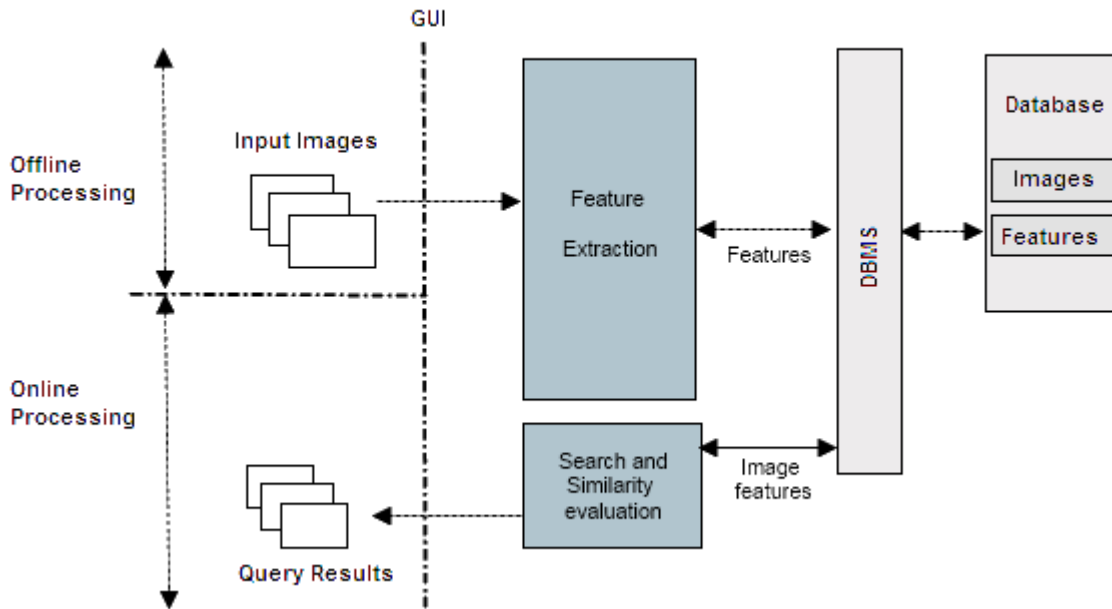 GUI
Offline
Processing
Input Images
Feature
Extraction
Features
DBMS
Database
Images
Features
Online
Processing
Search and
Similarity
evaluation
Image
features
Query Results